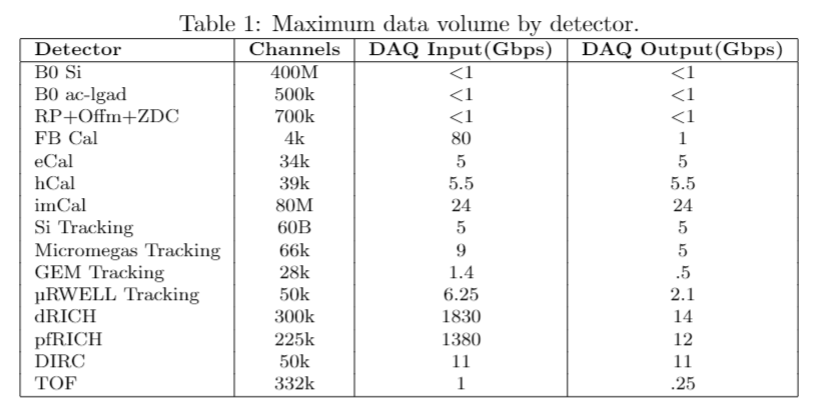 Table 1: Maximum data volume by detector.
Detector Channels DAQ Input(Gbps) DAQ Output(Gbps)
B0 Si 400M <1 <1
B0 ac-lgad 500k <1 <1
RP+Offm+ZDC 700k <1 <1
FB Cal 4k 80 1
eCal 34k 5 5
hCal 39k 5.5 5.5
imCal 80M 24 24
Si Tracking 60B 5 5
Micromegas Tracking 66k 9 5
GEM Tracking 28k 1.4 .5
µRWELL Tracking 50k 6.25 2.1
dRICH 300k 1830 14
pfRICH 225k 1380 12
DIRC 50k 11 11
TOF 332k 1 .25